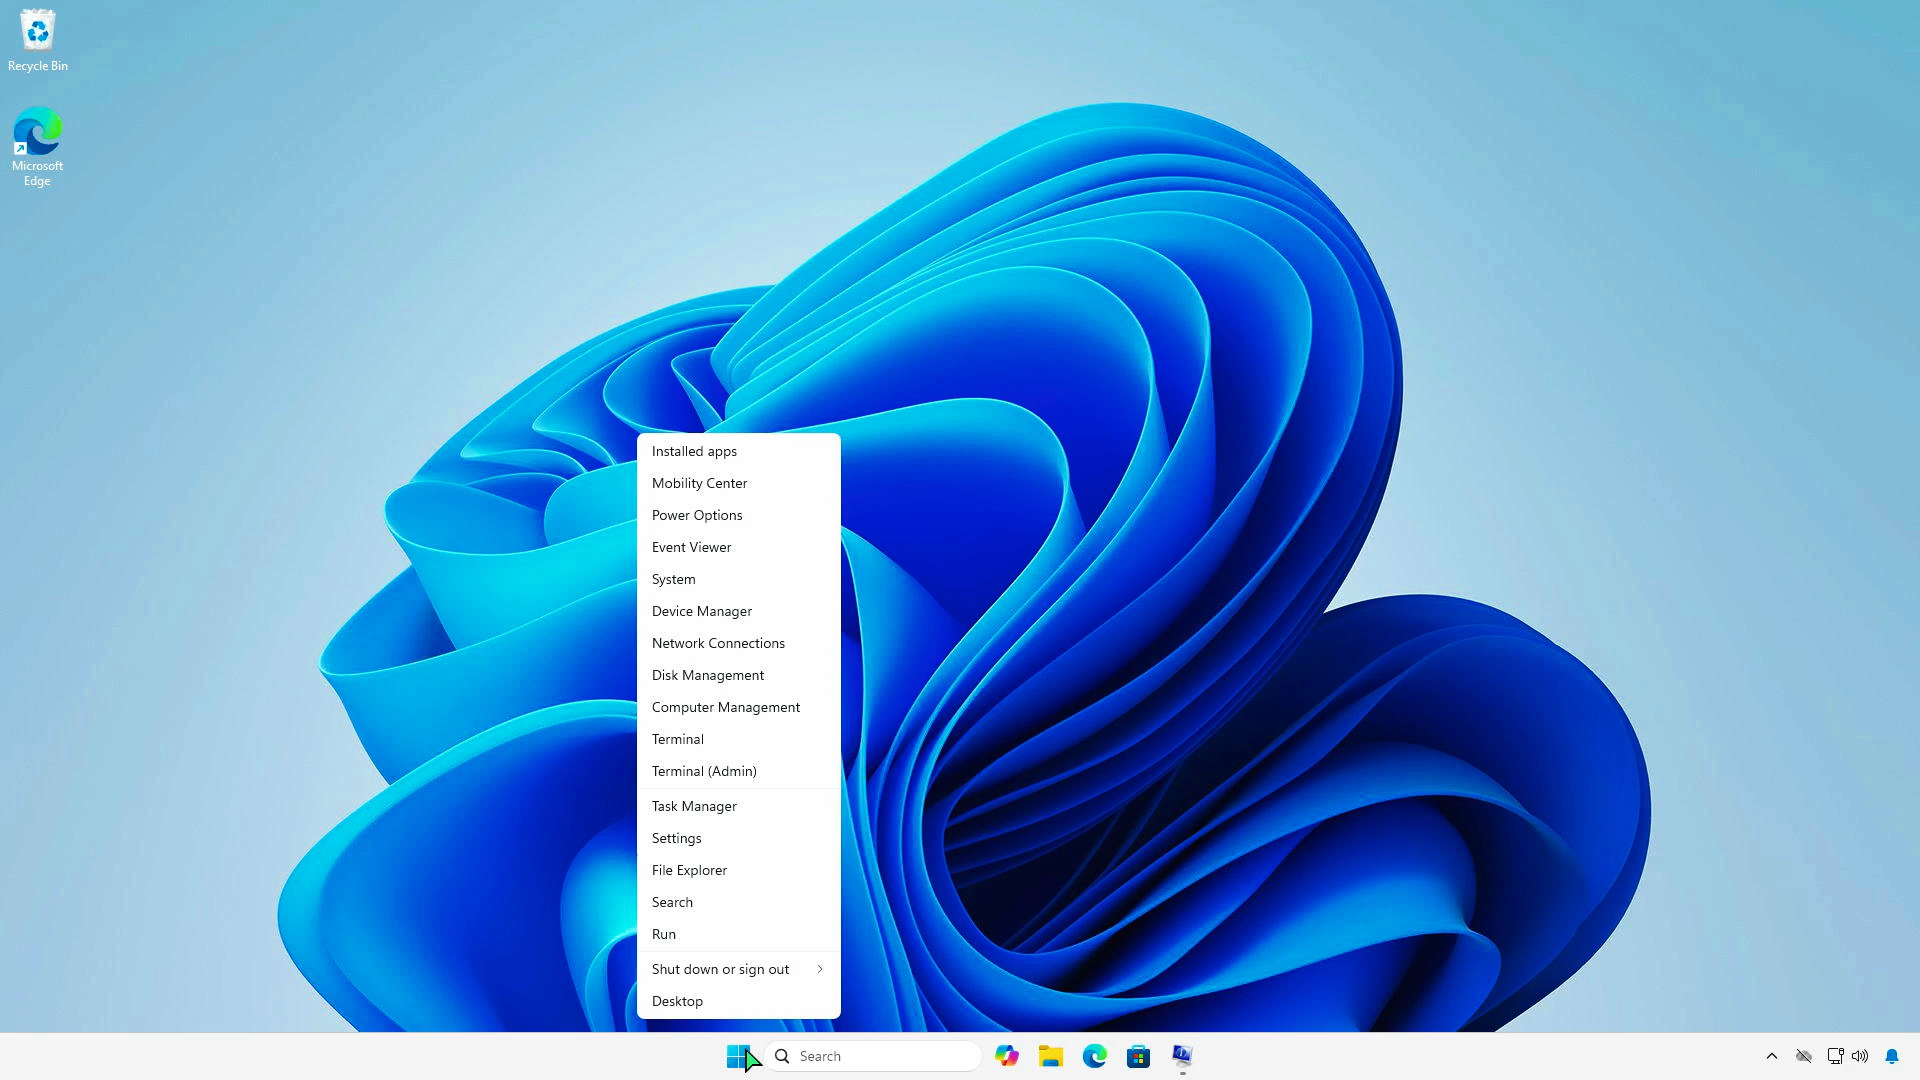 Recycle Bin
Microsoft
Edge
Installed apps
Mobility Center
Power Options
Event Viewer
System
Device Manager
Network Connections
Disk Management
Computer Management
Terminal
Terminal (Admin)
Task Manager
Settings
File Explorer
Search
Run
Shut down or sign out
Desktop
Search